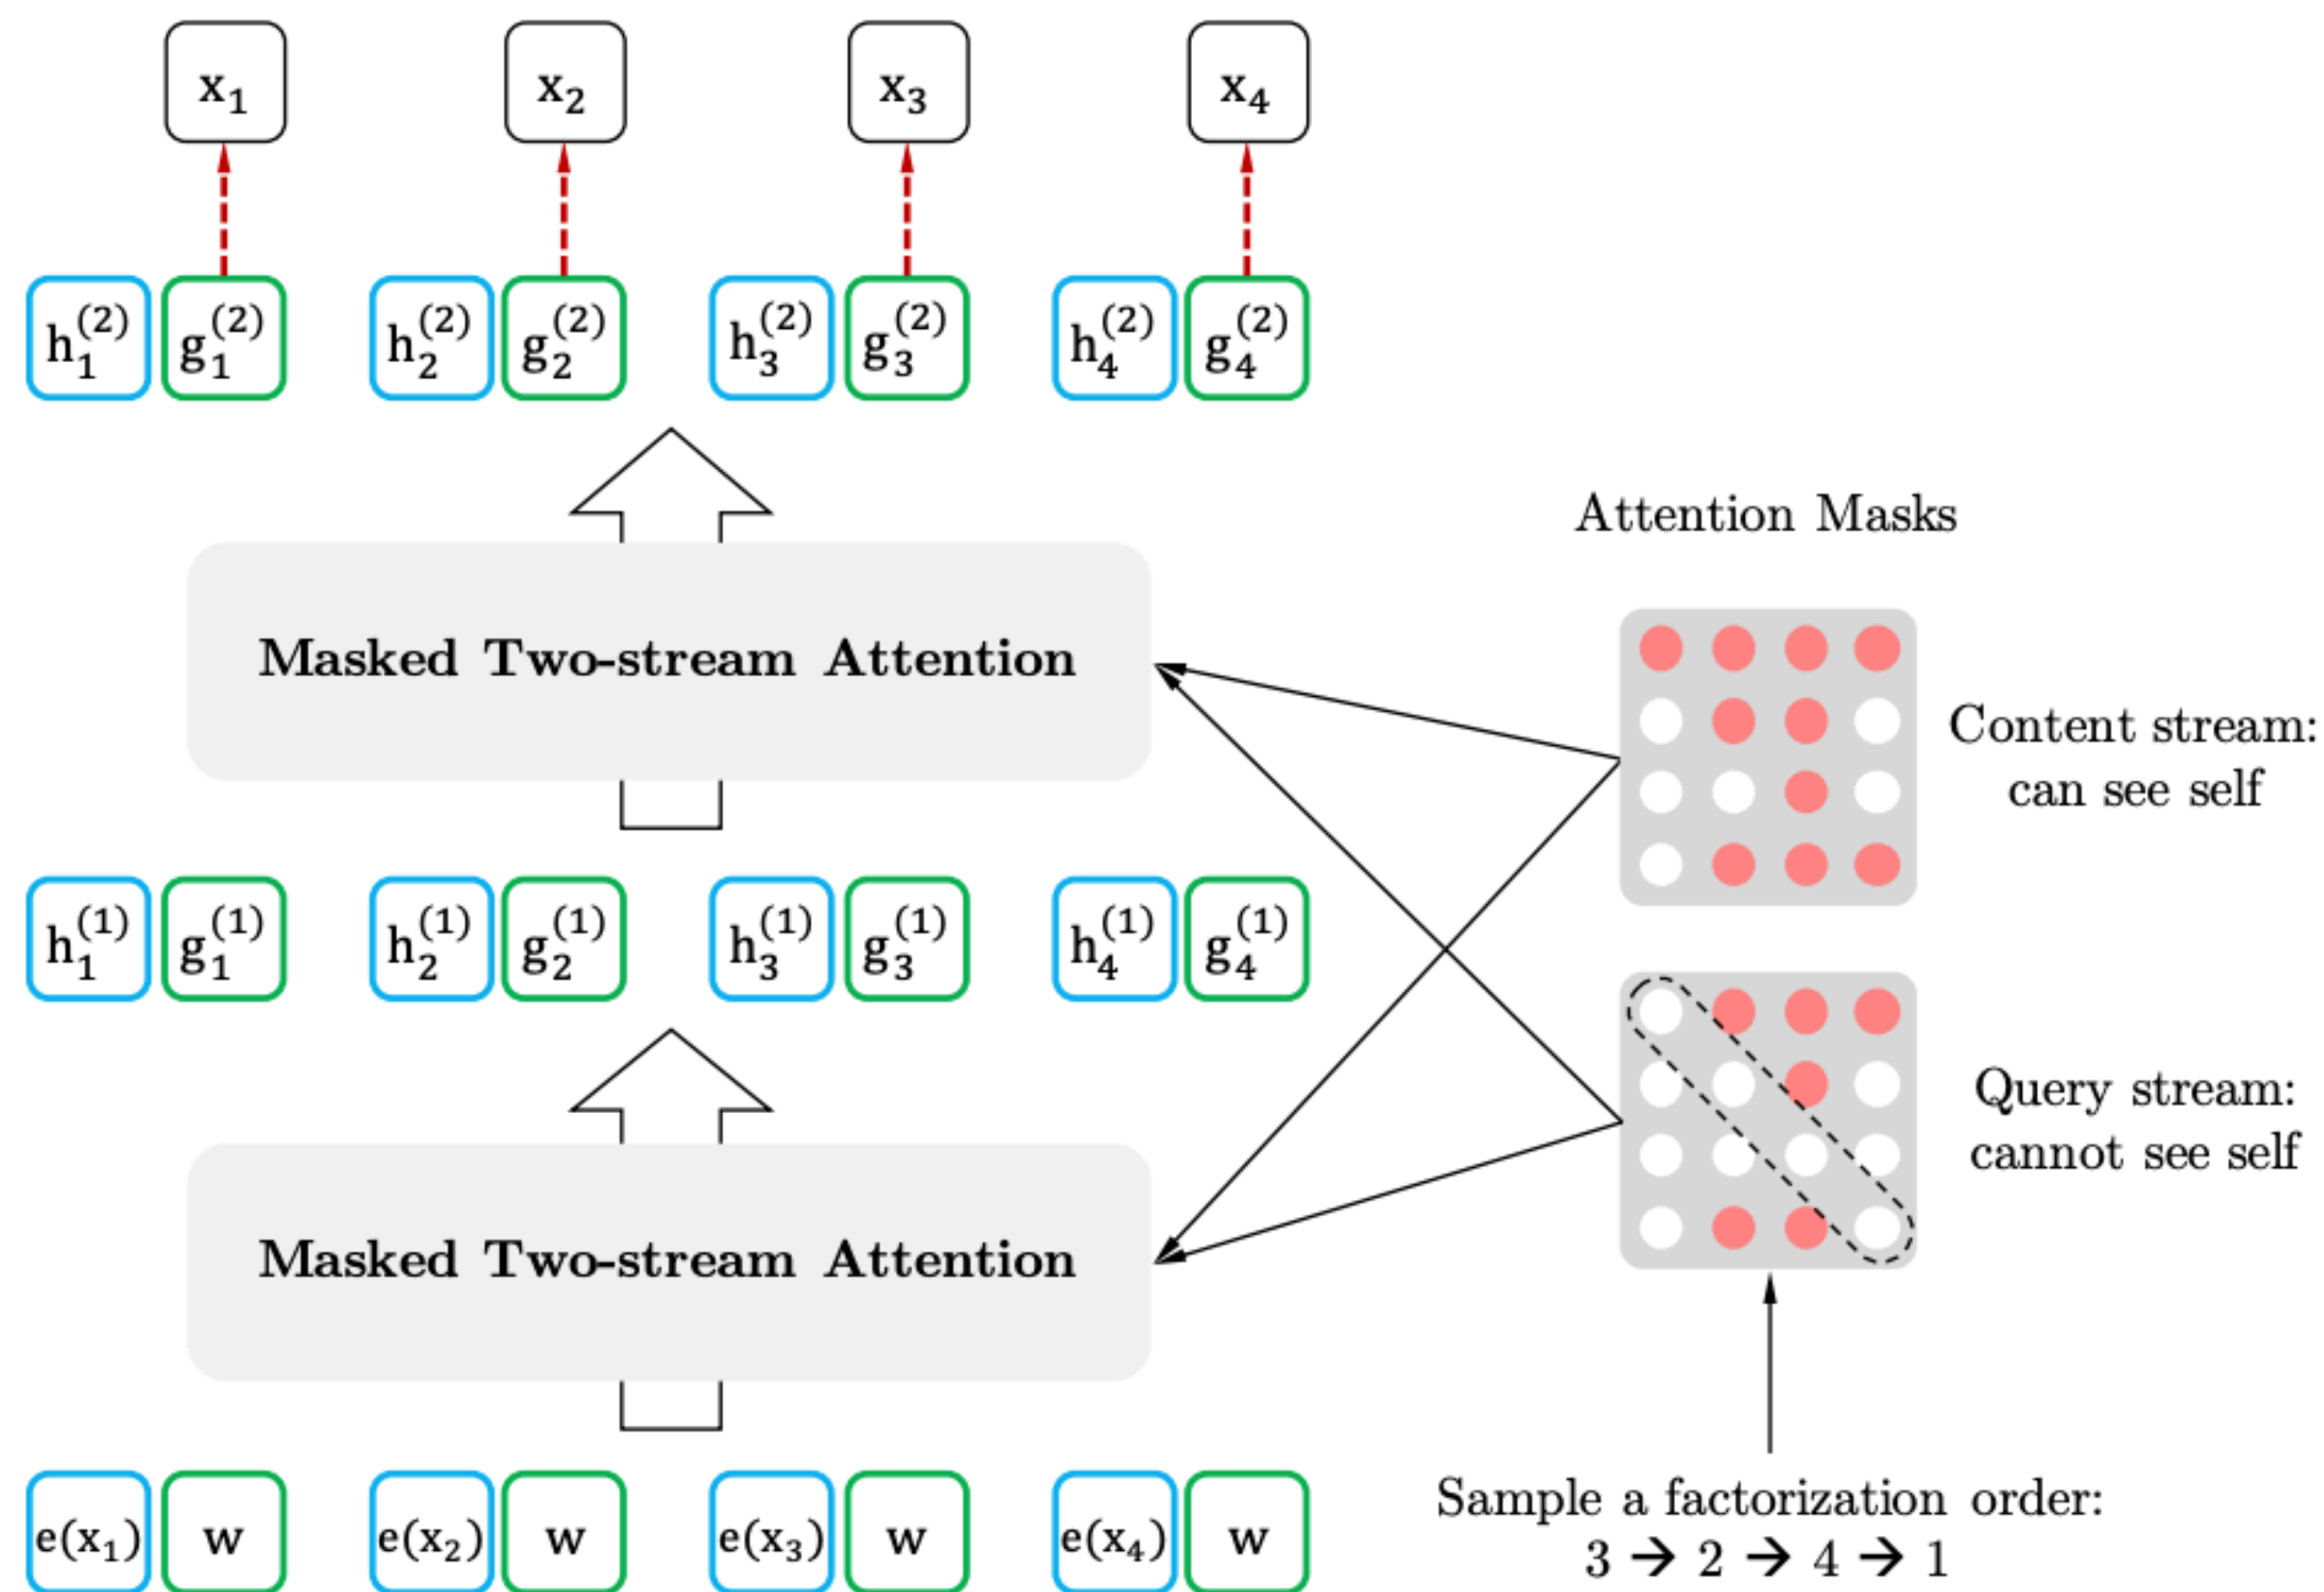 x₁ x₂ x₃ x₄
h₁⁽²⁾ g₁⁽²⁾ h₂⁽²⁾ g₂⁽²⁾ h₃⁽²⁾ g₃⁽²⁾ h₄⁽²⁾ g₄⁽²⁾
Attention Masks
Masked Two-stream Attention
Content stream:
can see self
h₁⁽¹⁾ g₁⁽¹⁾ h₂⁽¹⁾ g₂⁽¹⁾ h₃⁽¹⁾ g₃⁽¹⁾ h₄⁽¹⁾ g₄⁽¹⁾
Query stream:
cannot see self
Masked Two-stream Attention
e(x₁) w e(x₂) w e(x₃) w e(x₄) w
Sample a factorization order:
3 → 2 → 4 → 1